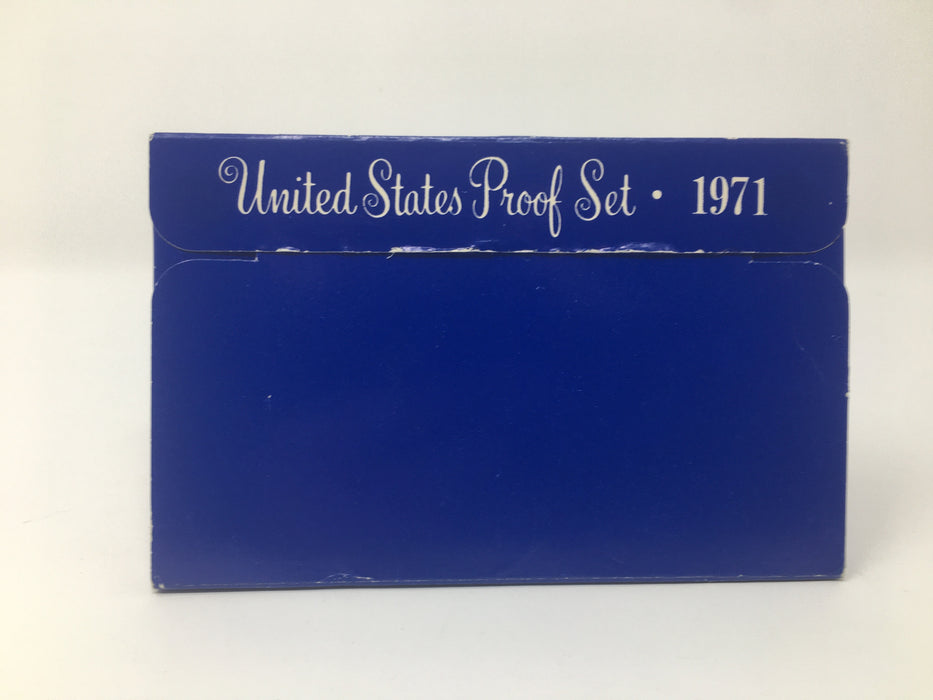 United States Proof Set • 1971